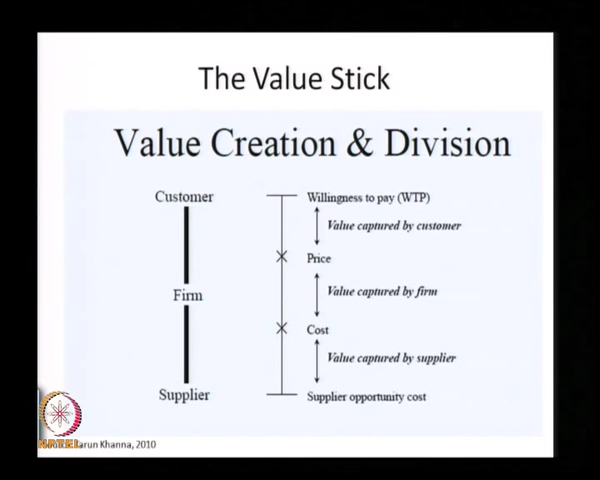 The Value Stick
Value Creation & Division
Customer
Willingness to pay (WTP)
Value captured by customer
Price
Firm
Value captured by firm
Cost
Value captured by supplier
Supplier
Supplier opportunity cost
NPTEL
Khanna, 2010